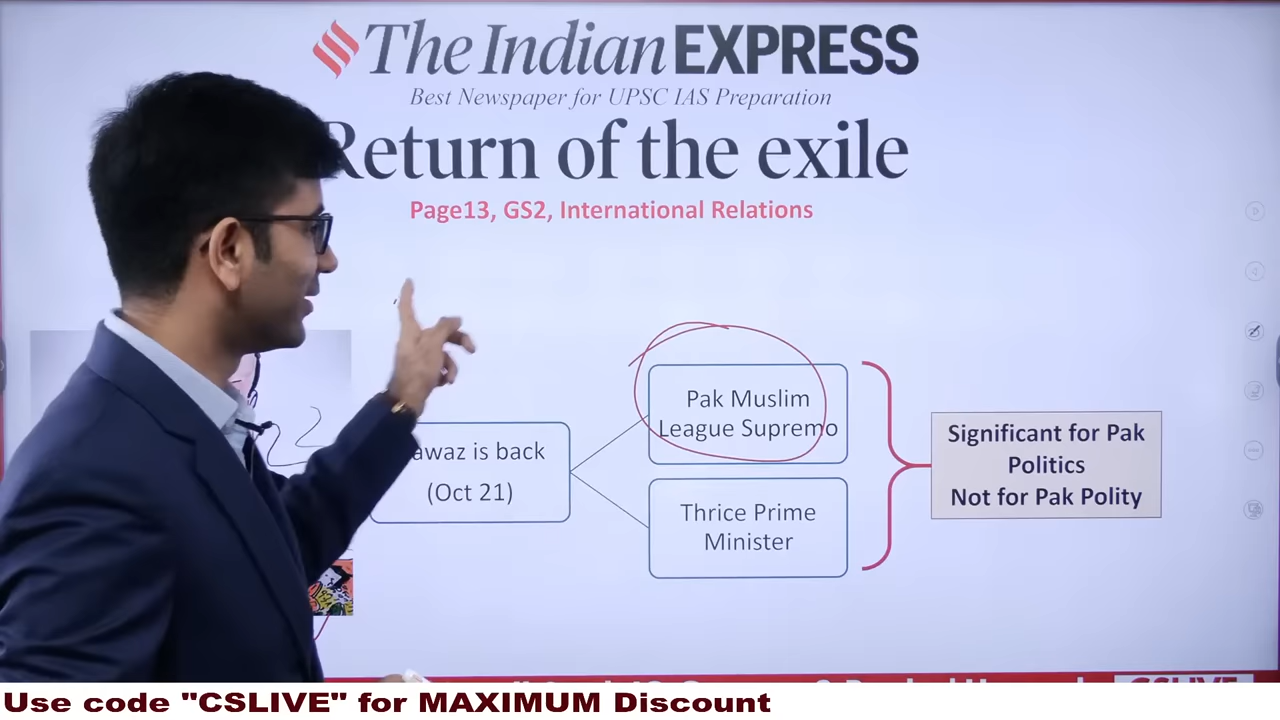 The Indian EXPRESS
Best Newspaper for UPSC IAS Preparation
Return of the exile
Page13, GS2, International Relations
awaz is back
(Oct 21)
Pak Muslim
League Supremo
Thrice Prime
Minister
Significant for Pak
Politics
Not for Pak Polity
Use code "CSLIVE" for MAXIMUM Discount